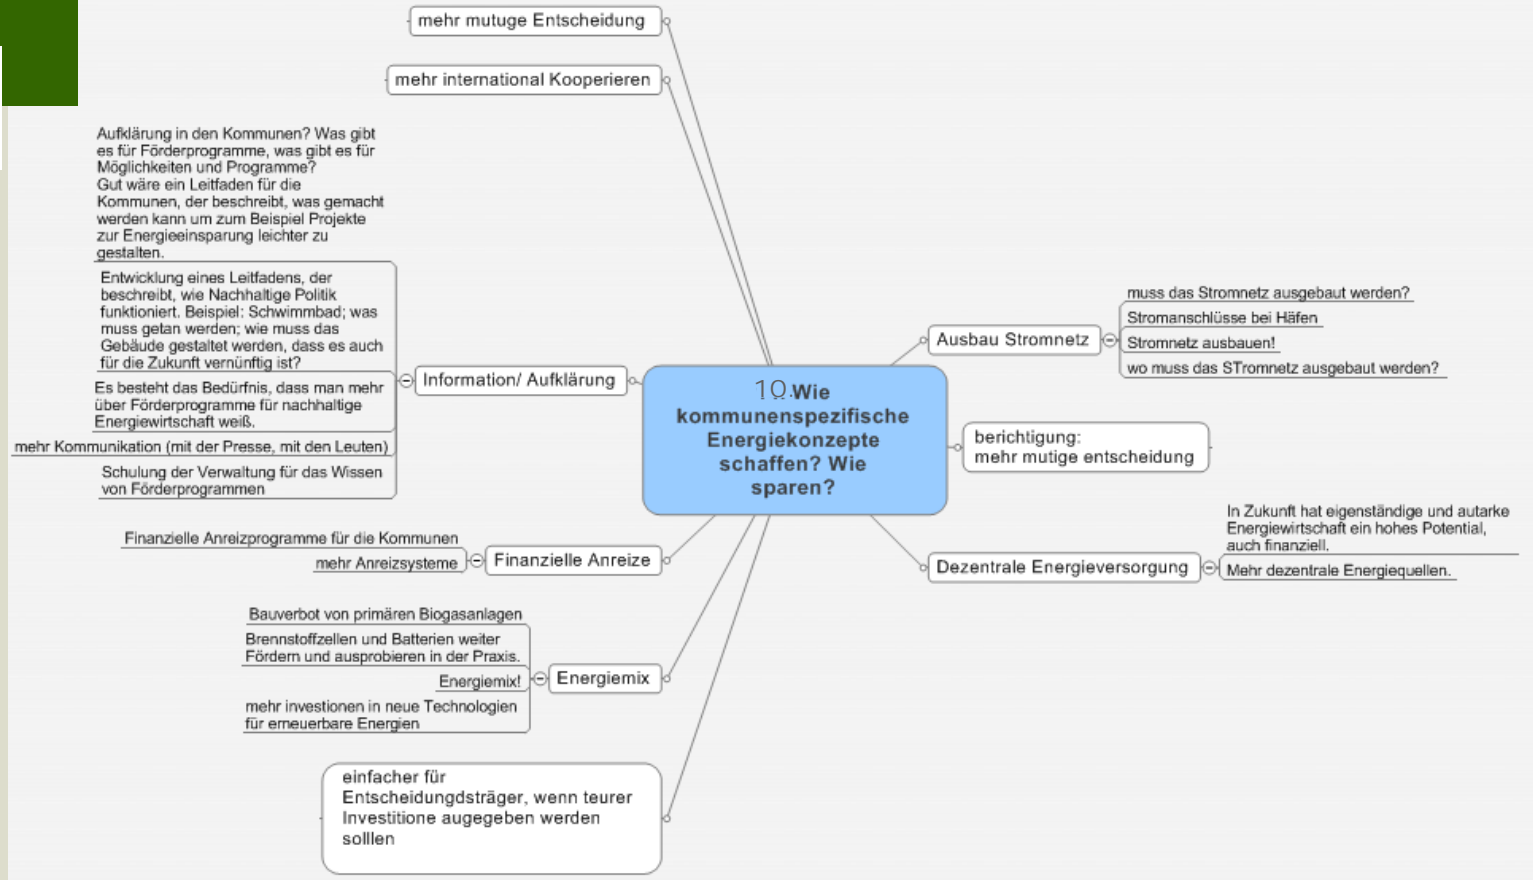 mehr mutuge Entscheidung
mehr international Kooperieren
Aufklärung in den Kommunen? Was gibt
es für Förderprogramme, was gibt es für
Möglichkeiten und Programme?
Gut wäre ein Leitfaden für die
Kommunen, der beschreibt, was gemacht
werden kann um zum Beispiel Projekte
zur Energieeinsparung leichter zu
gestalten.
Entwicklung eines Leitfadens, der
beschreibt, wie Nachhaltige Politik
funktioniert. Beispiel: Schwimmbad; was
muss getan werden; wie muss das
Gebäude gestaltet werden, dass es auch
für die Zukunft vernünftig ist?
Es besteht das Bedürfnis, dass man mehr
über Förderprogramme für nachhaltige
Energiewirtschaft weiß.
mehr Kommunikation (mit der Presse, mit den Leuten)
Schulung der Verwaltung für das Wissen
von Förderprogrammen
Information/ Aufklärung
Finanzielle Anreizprogramme für die Kommunen
mehr Anreizsysteme
Finanzielle Anreize
Bauverbot von primären Biogasanlagen
Brennstoffzellen und Batterien weiter
Fördern und ausprobieren in der Praxis.
Energiemix!
mehr investionen in neue Technologien
für erneuerbare Energien
Energiemix
einfacher für
Entscheidungdsträger, wenn teurer
Investitione augegeben werden
solllen
10.Wie
kommunenspezifische
Energiekonzepte
schaffen? Wie
sparen?
Ausbau Stromnetz
muss das Stromnetz ausgebaut werden?
Stromanschlüsse bei Häfen
Stromnetz ausbauen!
wo muss das STromnetz ausgebaut werden?
berichtigung:
mehr mutige entscheidung
Dezentrale Energieversorgung
In Zukunft hat eigenständige und autarke
Energiewirtschaft ein hohes Potential,
auch finanziell.
Mehr dezentrale Energiequellen.